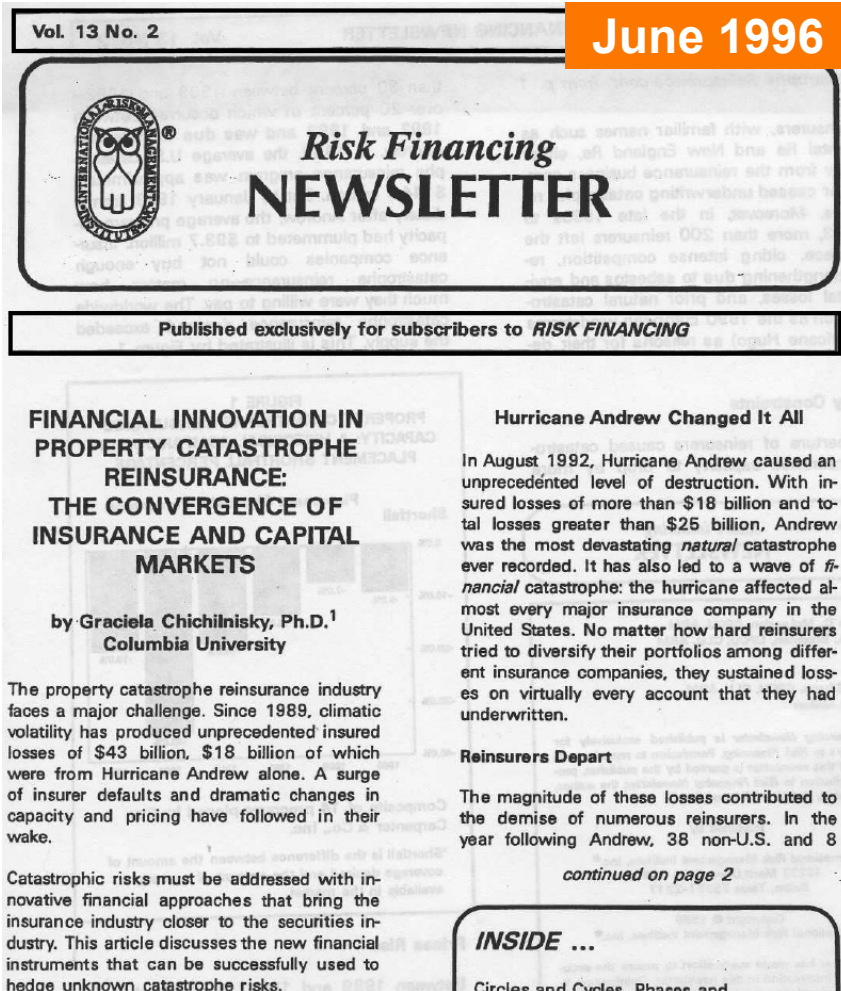 Vol. 13 No. 2
June 1996
INTERNATIONAL RISK MANAGEMENT INSTITUTE
®
Risk Financing
NEWSLETTER
Published exclusively for subscribers to RISK FINANCING
FINANCIAL INNOVATION IN
PROPERTY CATASTROPHE
REINSURANCE:
THE CONVERGENCE OF
INSURANCE AND CAPITAL
MARKETS
by Graciela Chichilnisky, Ph.D.1
Columbia University
The property catastrophe reinsurance industry
faces a major challenge. Since 1989, climatic
volatility has produced unprecedented insured
losses of $43 billion, $18 billion of which
were from Hurricane Andrew alone. A surge
of insurer defaults and dramatic changes in
capacity and pricing have followed in their
wake.
Catastrophic risks must be addressed with in-
novative financial approaches that bring the
insurance industry closer to the securities in-
dustry. This article discusses the new financial
instruments that can be successfully used to
hedge unknown catastrophe risks.
Hurricane Andrew Changed It All
In August 1992, Hurricane Andrew caused an
unprecedented level of destruction. With in-
sured losses of more than $18 billion and to-
tal losses greater than $25 billion, Andrew
was the most devastating natural catastrophe
ever recorded. It has also led to a wave of fi-
nancial catastrophe: the hurricane affected al-
most every major insurance company in the
United States. No matter how hard reinsurers
tried to diversify their portfolios among differ-
ent insurance companies, they sustained loss-
es on virtually every account that they had
underwritten.
Reinsurers Depart
The magnitude of these losses contributed to
the demise of numerous reinsurers. In the
year following Andrew, 38 non-U.S. and 8
continued on page 2
INSIDE ...
Circles and Cycles, Phases and